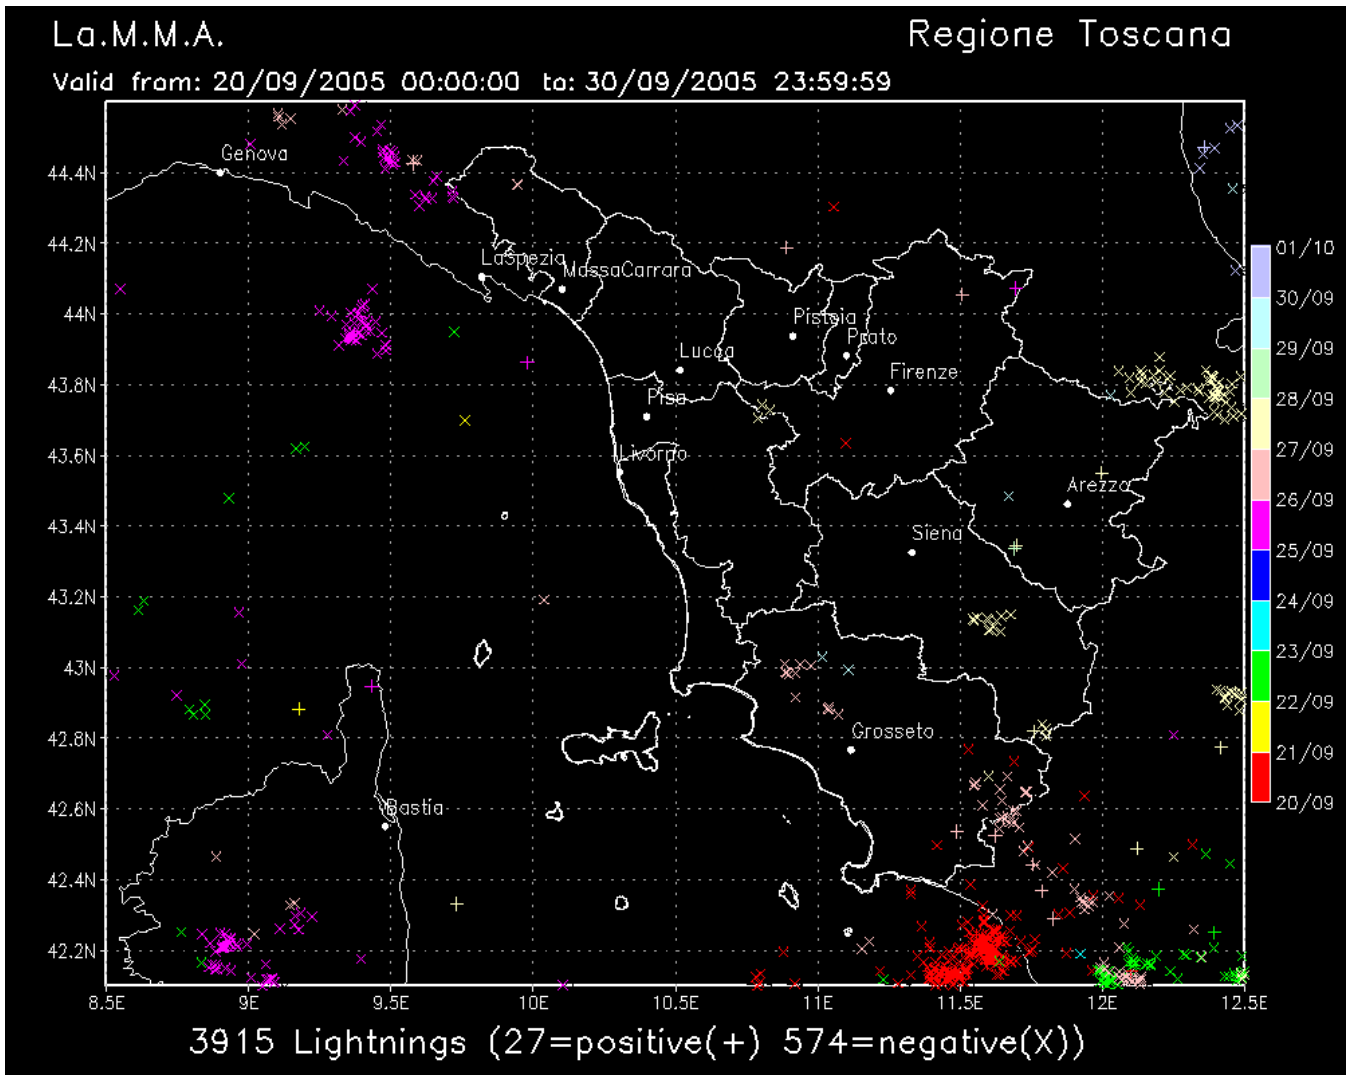 La.M.M.A. Regione Toscana
Valid from: 20/09/2005 00:00:00 to: 30/09/2005 23:59:59
Genova
44.4N
44.2N
01/10
LaSpezia
MassaCarrara
30/09
44N
Pistoia
Prato
29/09
Lucca
Firenze
43.8N
Pisa
28/09
43.6N
Livorno
27/09
Arezzo
26/09
43.4N
Siena
25/09
43.2N
24/09
43N
23/09
22/09
42.8N
Grosseto
21/09
42.6N
Bastia
20/09
42.4N
42.2N
8.5E 9E 9.5E 10E 10.5E 11E 11.5E 12E 12.5E
3915 Lightnings (27=positive(+) 574=negative(X))